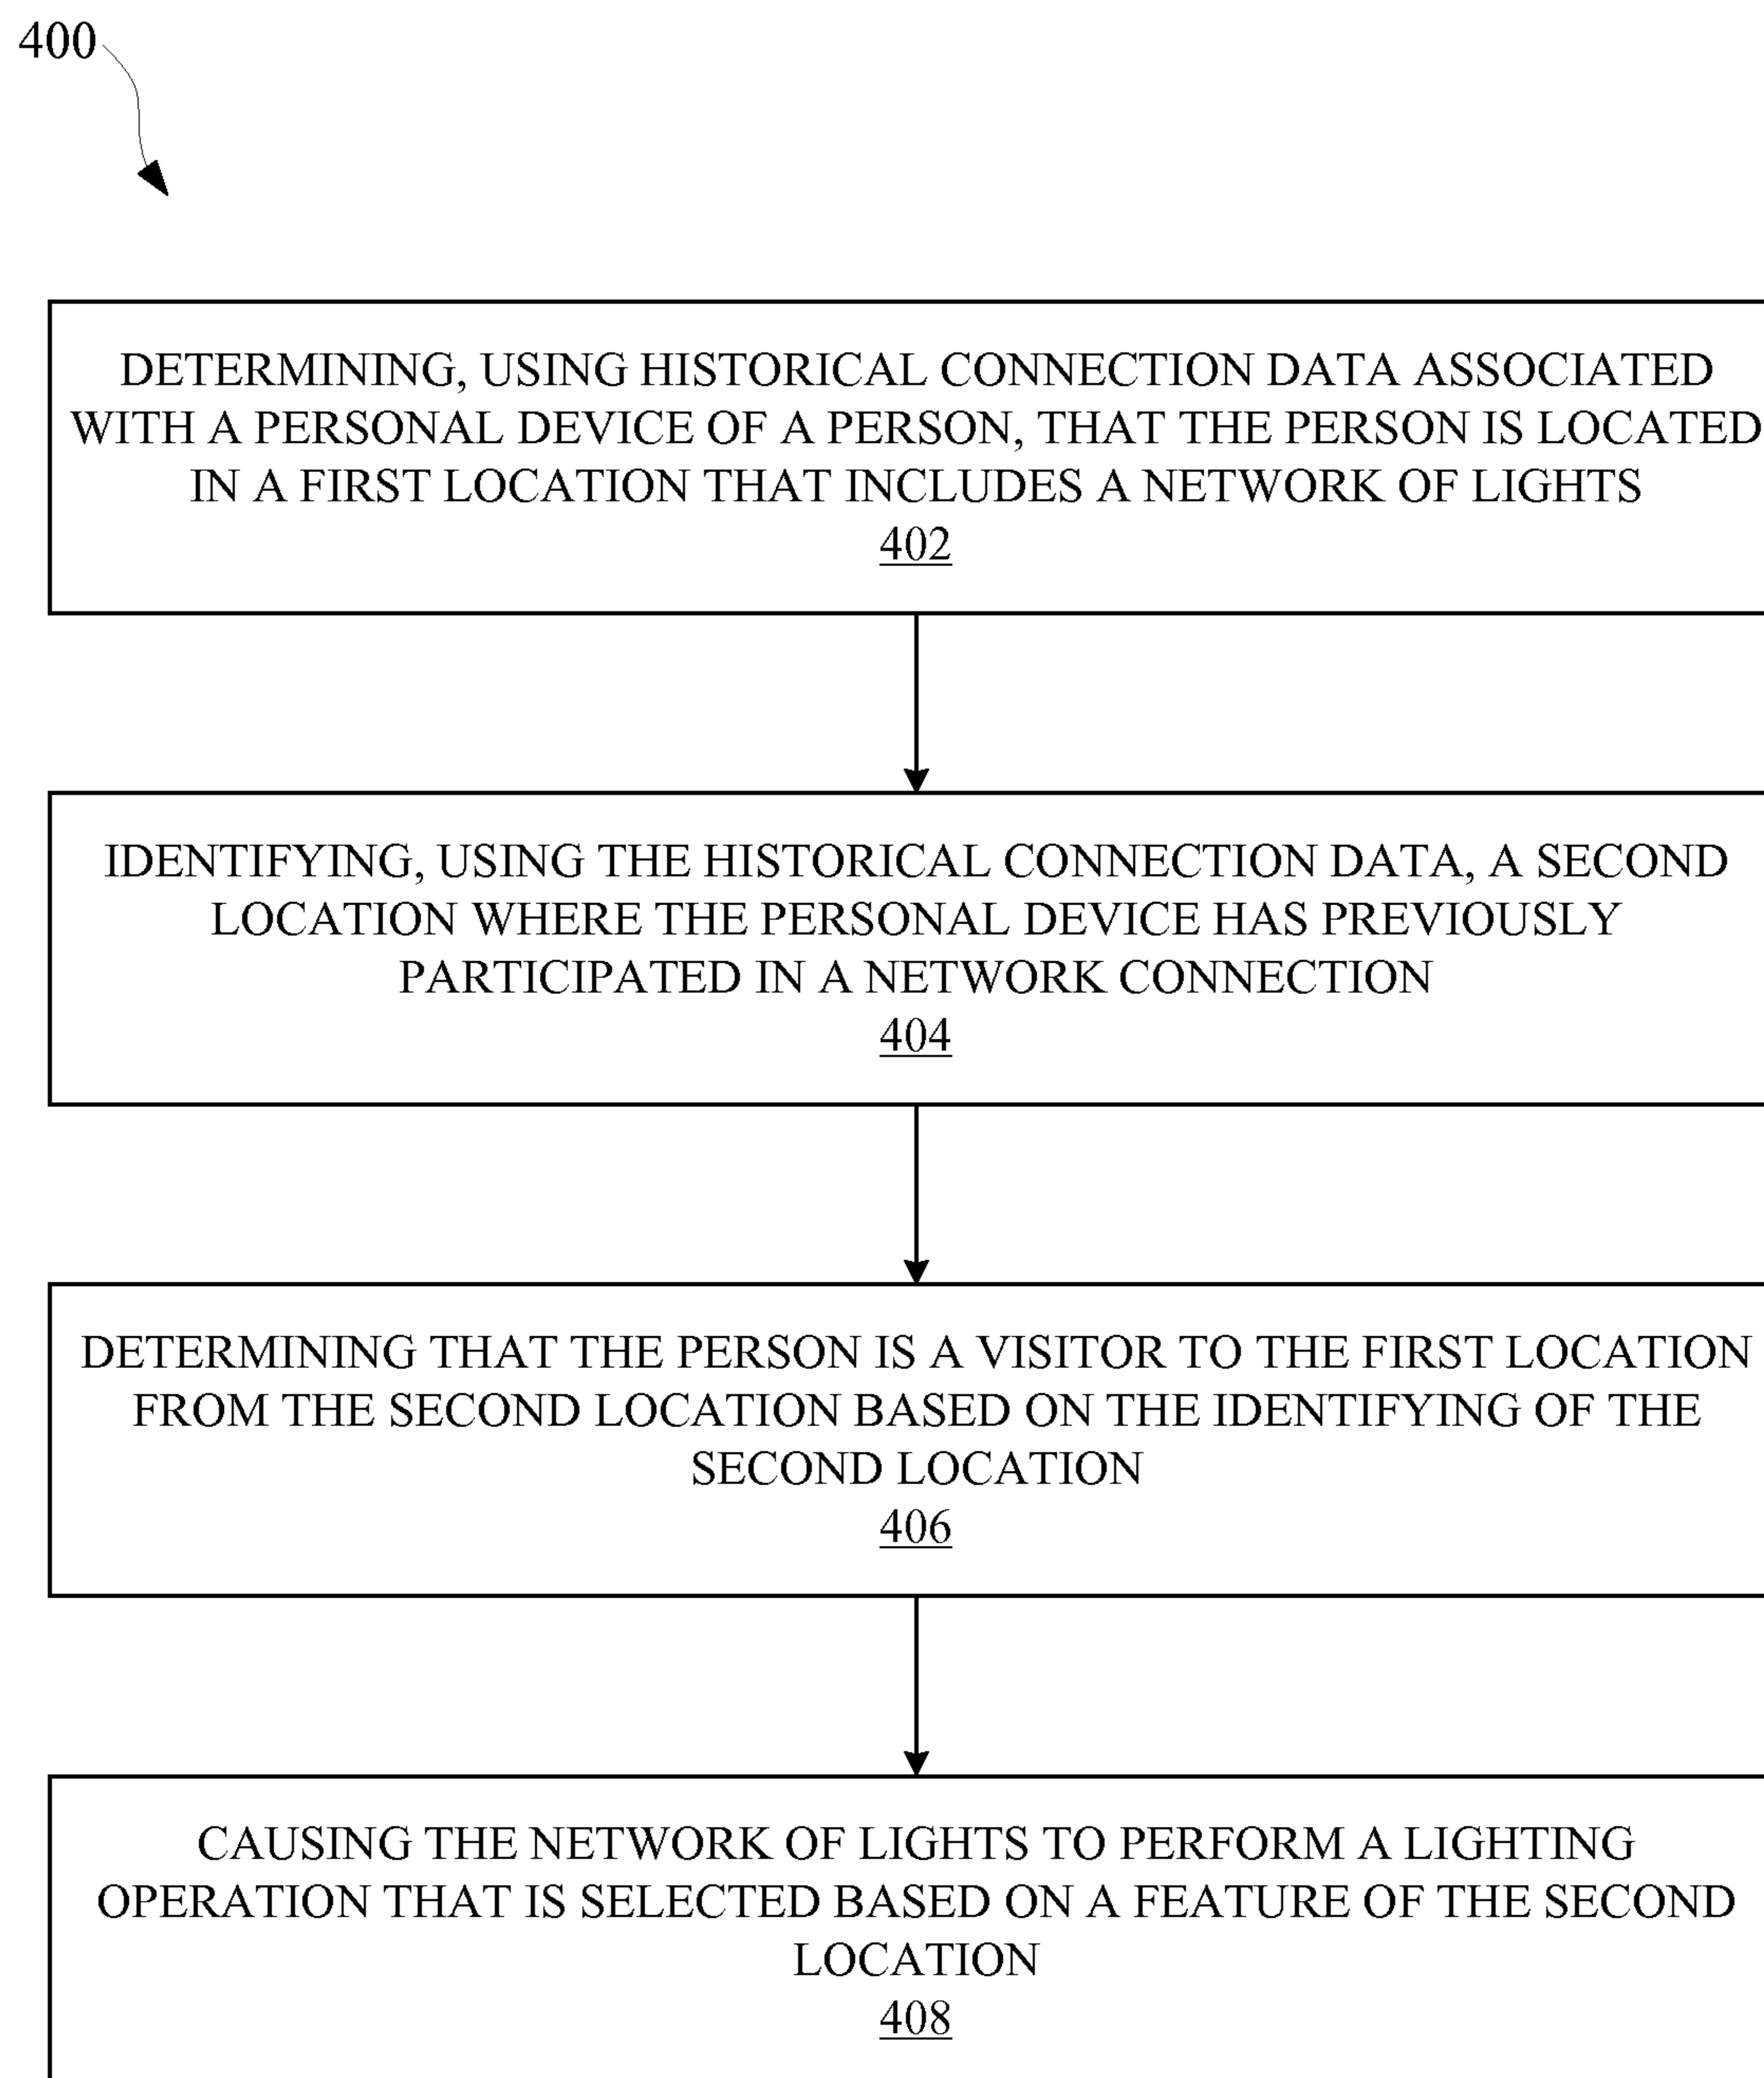 400
DETERMINING, USING HISTORICAL CONNECTION DATA ASSOCIATED
WITH A PERSONAL DEVICE OF A PERSON, THAT THE PERSON IS LOCATED
IN A FIRST LOCATION THAT INCLUDES A NETWORK OF LIGHTS
402
IDENTIFYING, USING THE HISTORICAL CONNECTION DATA, A SECOND
LOCATION WHERE THE PERSONAL DEVICE HAS PREVIOUSLY
PARTICIPATED IN A NETWORK CONNECTION
404
DETERMINING THAT THE PERSON IS A VISITOR TO THE FIRST LOCATION
FROM THE SECOND LOCATION BASED ON THE IDENTIFYING OF THE
SECOND LOCATION
406
CAUSING THE NETWORK OF LIGHTS TO PERFORM A LIGHTING
OPERATION THAT IS SELECTED BASED ON A FEATURE OF THE SECOND
LOCATION
408